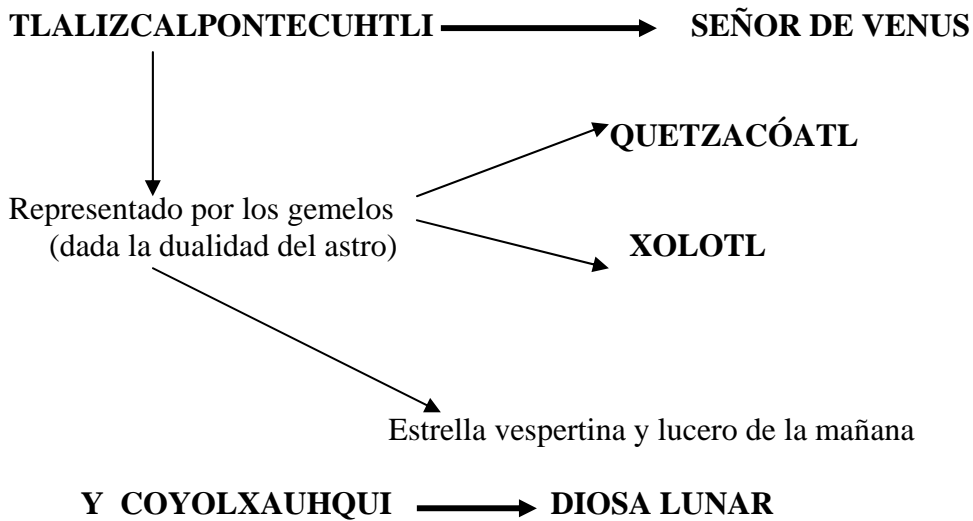 TLALIZCALPONTECUHTLI SEÑOR DE VENUS
QUETZACÓATL
Representado por los gemelos
(dada la dualidad del astro)
XOLOTL
Estrella vespertina y lucero de la mañana
Y COYOLXAUHQUI DIOSA LUNAR